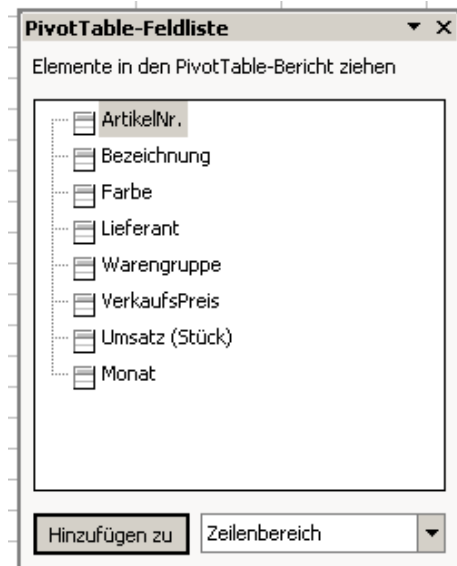 PivotTable-Feldliste
Elemente in den PivotTable-Bericht ziehen
ArtikelNr.
Bezeichnung
Farbe
Lieferant
Warengruppe
VerkaufsPreis
Umsatz (Stück)
Monat
Hinzufügen zu Zeilenbereich